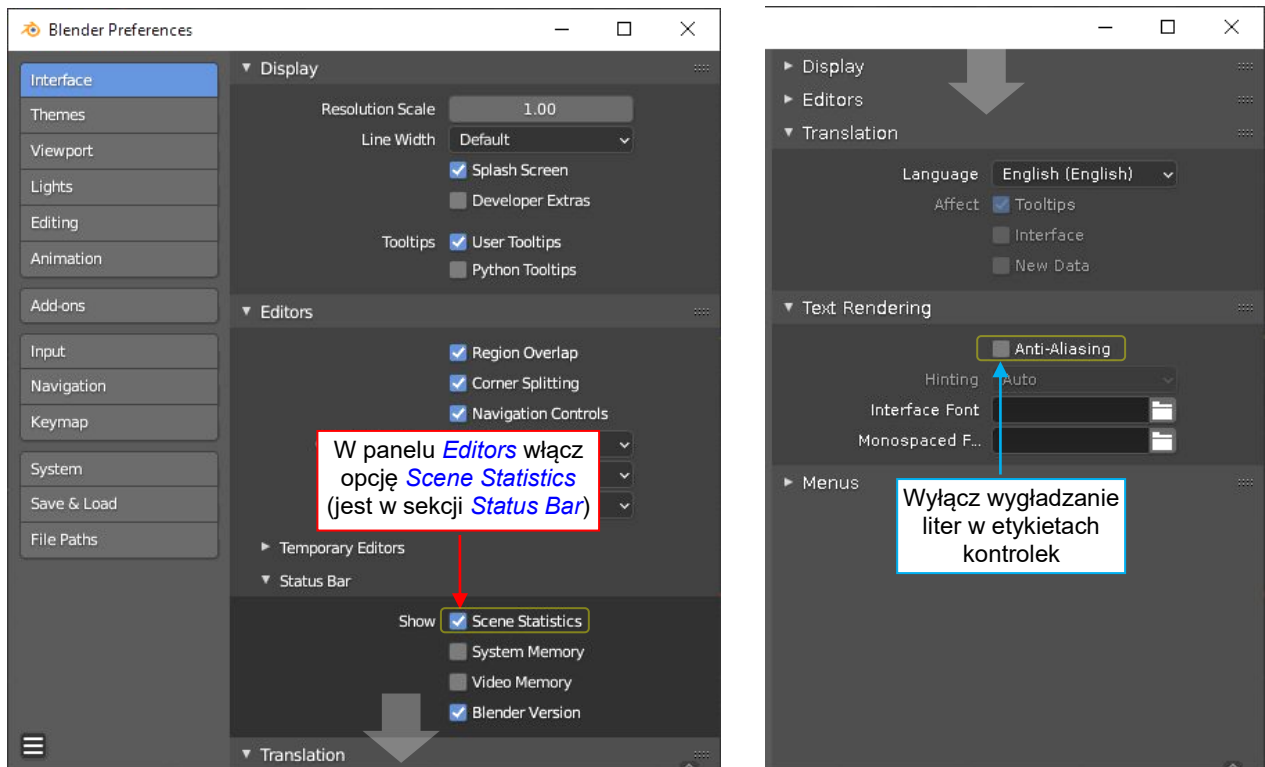 Blender Preferences
Interface
Themes
Viewport
Lights
Editing
Animation
Add-ons
Input
Navigation
Keymap
System
Save & Load
File Paths
Display
Resolution Scale 1.00
Line Width Default
Splash Screen
Developer Extras
Tooltips User Tooltips
Python Tooltips
Editors
Region Overlap
Corner Splitting
Navigation Controls
W panelu Editors włącz
opcję Scene Statistics
(jest w sekcji Status Bar)
Temporary Editors
Status Bar
Show Scene Statistics
System Memory
Video Memory
Blender Version
Translation
Display
Editors
Translation
Language English (English)
Affect Tooltips
Interface
New Data
Text Rendering
Anti-Aliasing
Hinting Auto
Interface Font
Monospaced F...
Menus
Wyłącz wygładzanie
liter w etykietach
kontrolek